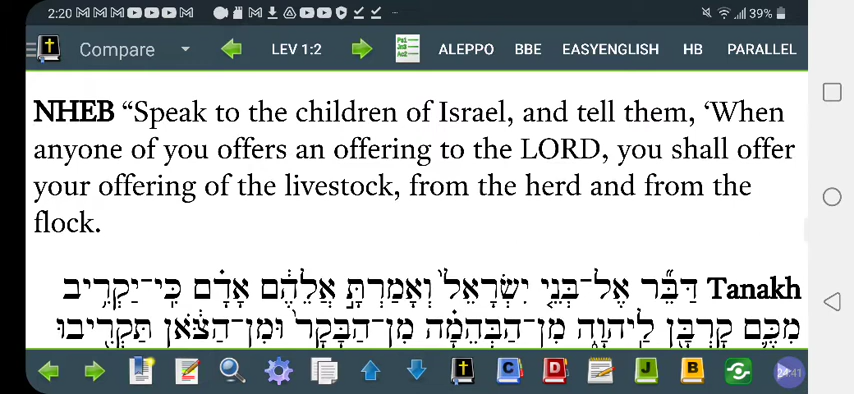 2:20 39%
Compare LEV 1:2 ALEPPO BBE EASYENGLISH HB PARALLEL
NHEB “Speak to the children of Israel, and tell them, ‘When
anyone of you offers an offering to the LORD, you shall offer
your offering of the livestock, from the herd and from the
flock.
Tanakh דַּבֵּ֞ר אֶל־בְּנֵ֤י יִשְׂרָאֵל֙ וְאָמַרְתָּ֣ אֲלֵהֶ֔ם אָדָ֗ם כִּֽי־יַקְרִ֥יב
מִכֶּ֛ם קָרְבָּ֖ן לַֽיהוָ֑ה מִן־הַבְּהֵמָ֗ה מִן־הַבָּקָר֙ וּמִן־הַצֹּ֔אן תַּקְרִ֖יבוּ
C D J B 24:41